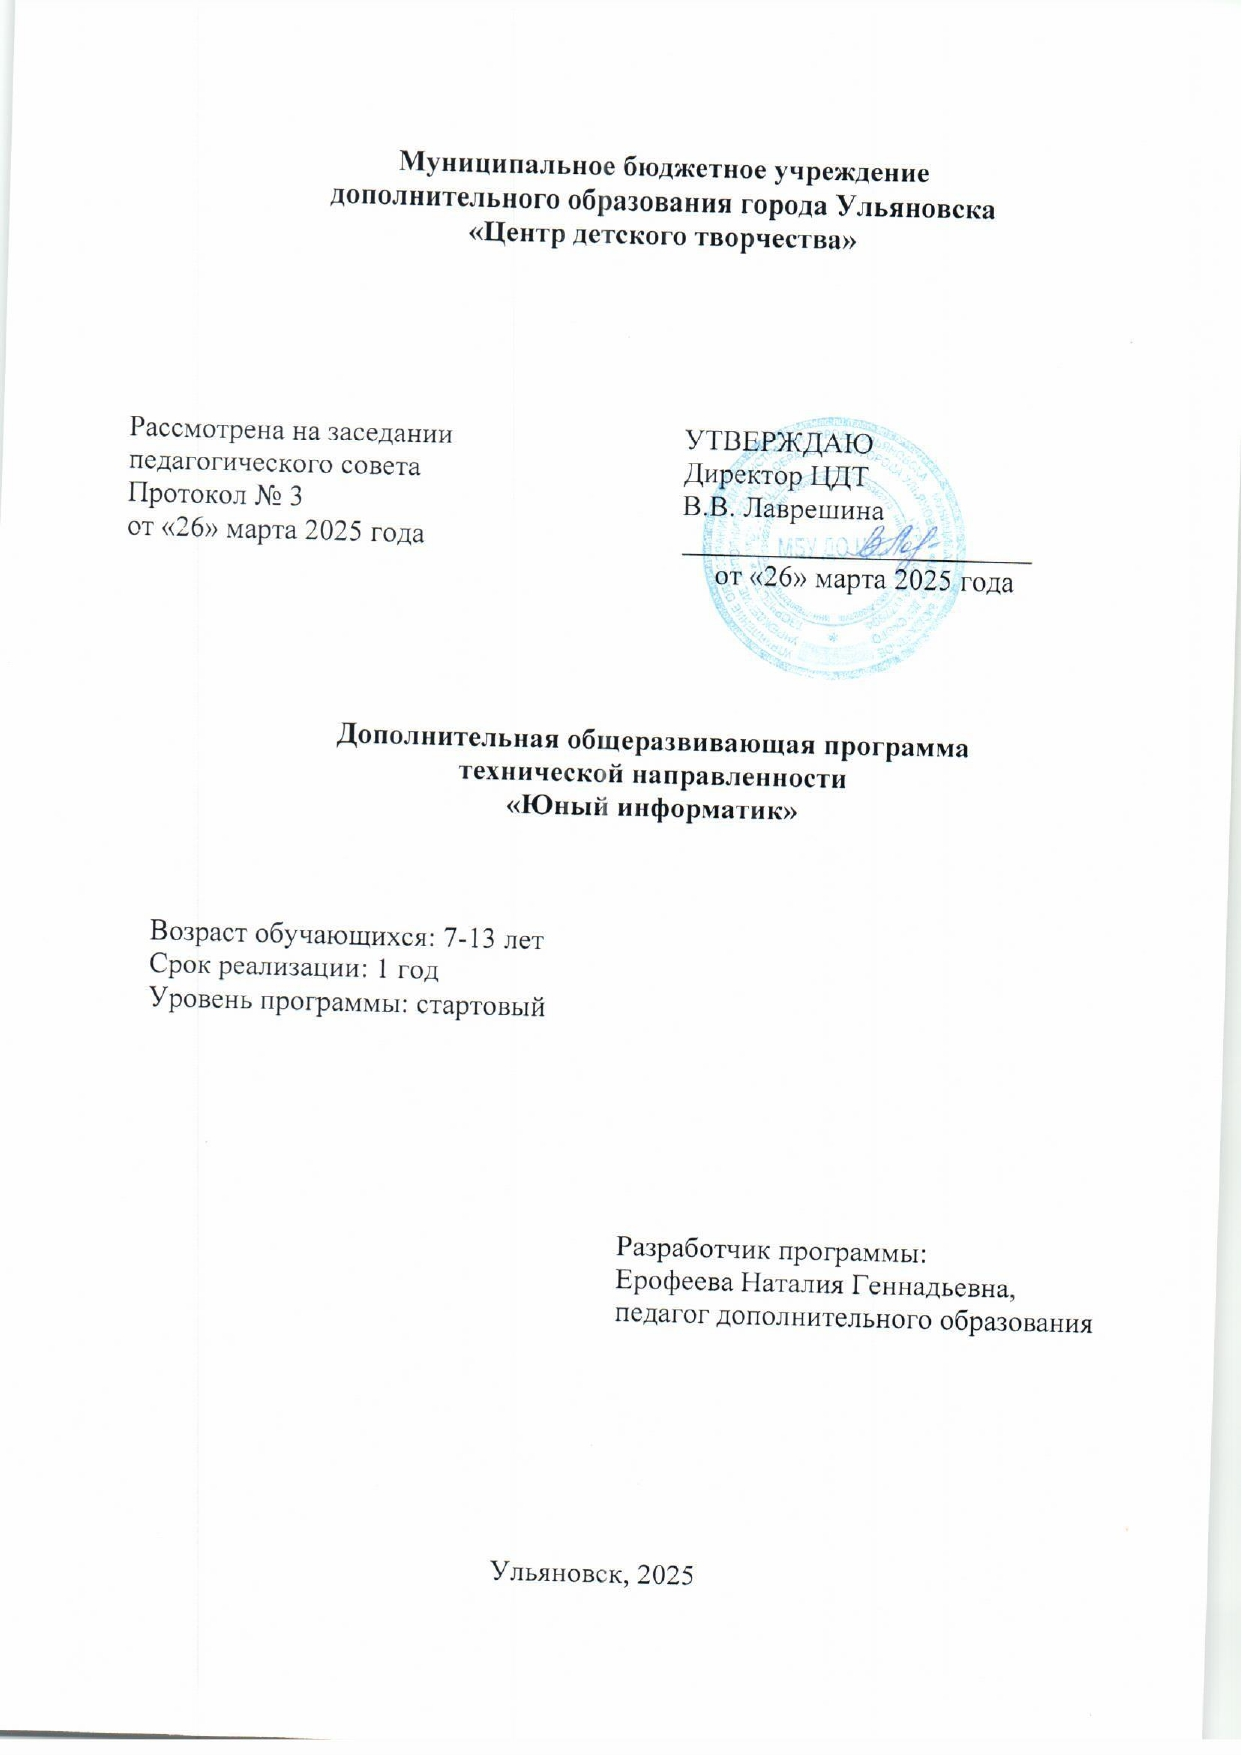 Муниципальное бюджетное учреждение
дополнительного образования города Ульяновска
«Центр детского творчества»
Рассмотрена на заседании
педагогического совета
Протокол № 3
от «26» марта 2025 года
УТВЕРЖДАЮ
Директор ЦДТ
В.В. Лаврешина
МБУ ДО
от «26» марта 2025 года
Дополнительная общеразвивающая программа
технической направленности
«Юный информатик»
Возраст обучающихся: 7-13 лет
Срок реализации: 1 год
Уровень программы: стартовый
Разработчик программы:
Ерофеева Наталия Геннадьевна,
педагог дополнительного образования
Ульяновск, 2025